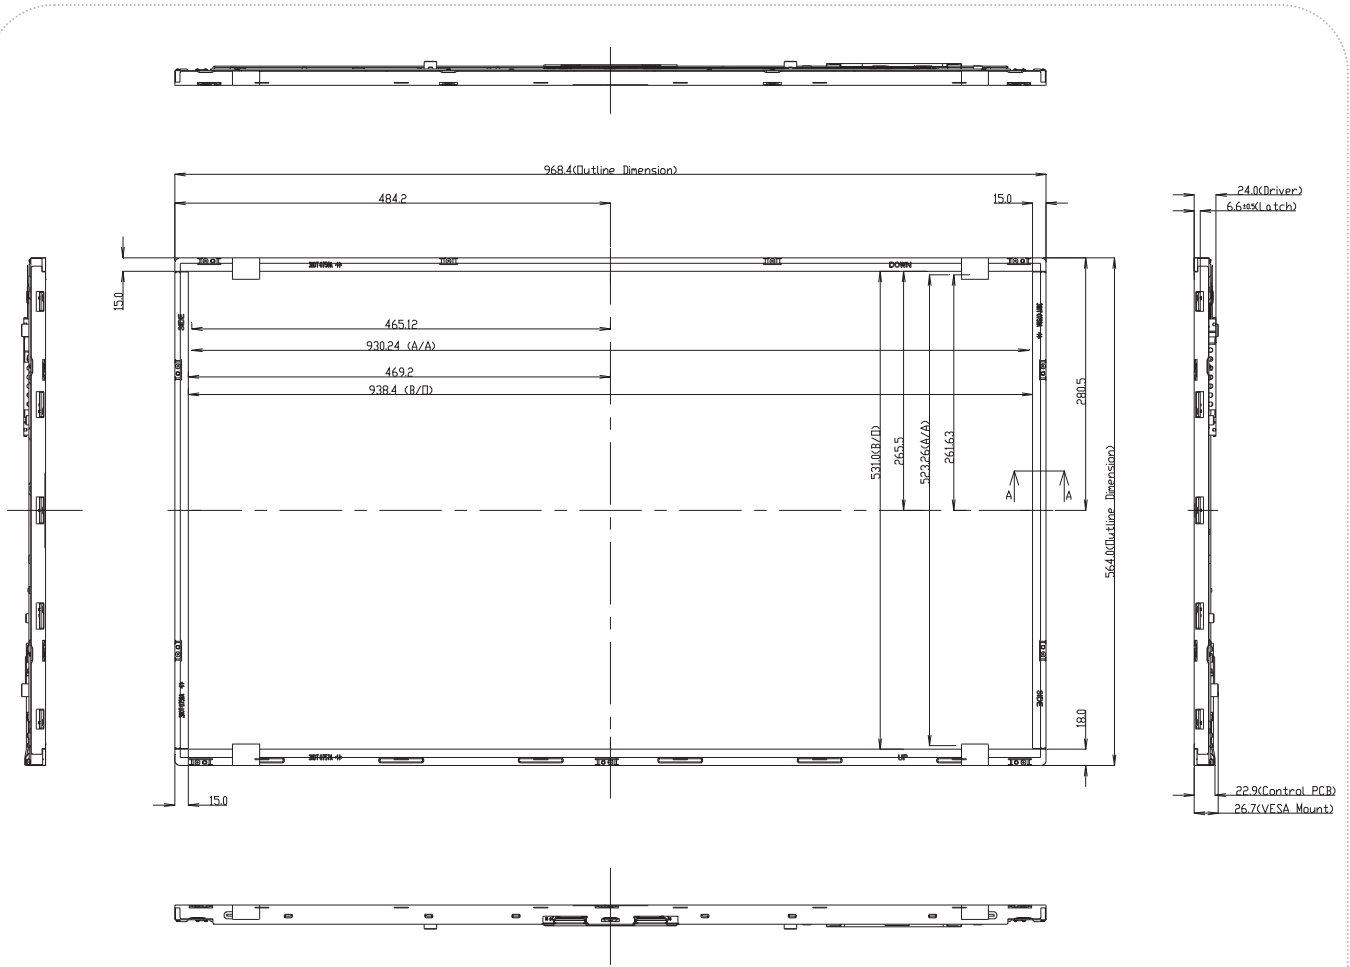 968.4(Outline Dimension)
484.2
15.0
24.0(Driver)
6.6±0.5(Latch)
DOWN
15.0
SIDE
465.12
930.24 (A/A)
469.2
938.4 (B/O)
280.5
531.0(B/O)
265.5
523.26(A/A)
261.63
A
A
564.0(Outline Dimension)
SIDE
18.0
UP
15.0
22.9(Control PCB)
26.7(VESA Mount)